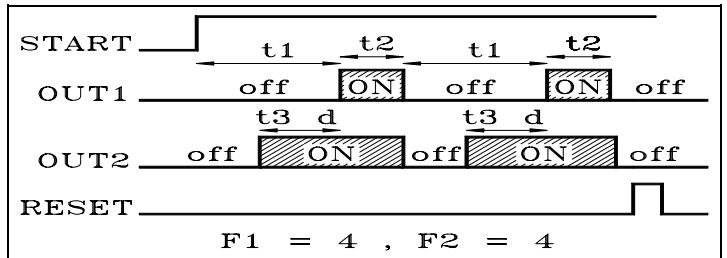 START
t1 t2 t1 t2
OUT1 off ON off ON off
t3 d t3 d
OUT2 off ON off ON off
RESET
F1 = 4 , F2 = 4